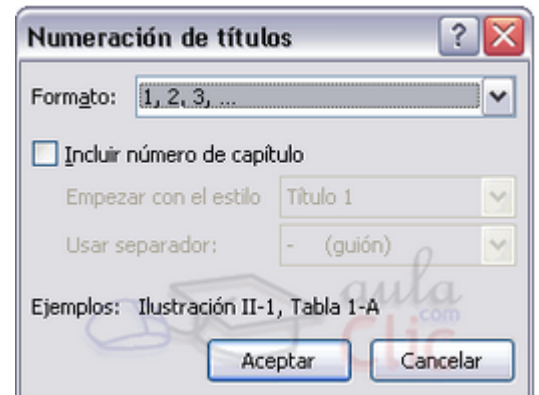 Numeración de títulos
Formato: 1, 2, 3, ...
Incluir número de capítulo
Empezar con el estilo Título 1
Usar separador: - (guión)
aula
.com
Clic
Ejemplos: Ilustración II-1, Tabla 1-A
Aceptar Cancelar